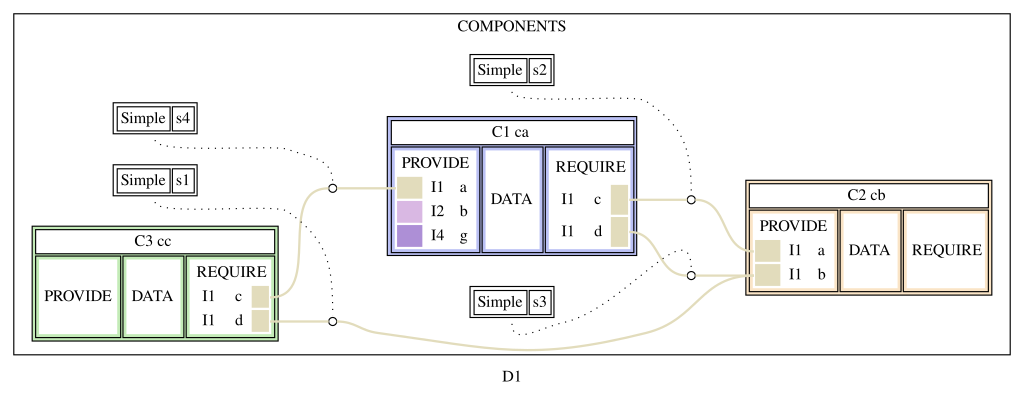 COMPONENTS
Simple s2
Simple s4
C1 ca
PROVIDE DATA REQUIRE
I1 a I1 c
I2 b I1 d
I4 g
Simple s1
C2 cb
PROVIDE DATA REQUIRE
I1 a
I1 b
C3 cc
PROVIDE DATA REQUIRE
I1 c
I1 d
Simple s3
D1